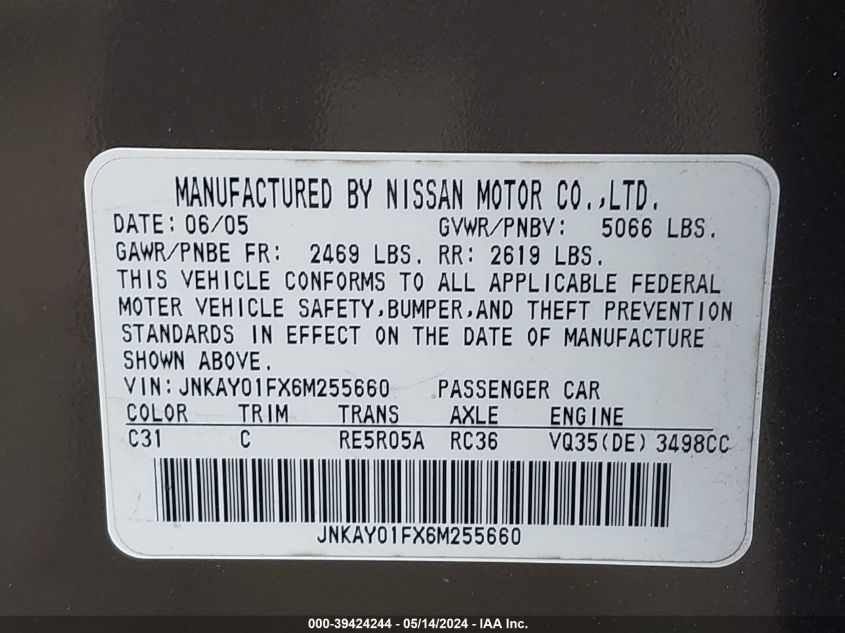 MANUFACTURED BY NISSAN MOTOR CO.,LTD.
DATE: 06/05 GVWR/PNBV: 5066 LBS.
GAWR/PNBE FR: 2469 LBS. RR: 2619 LBS.
THIS VEHICLE CONFORMS TO ALL APPLICABLE FEDERAL
MOTER VEHICLE SAFETY,BUMPER,AND THEFT PREVENTION
STANDARDS IN EFFECT ON THE DATE OF MANUFACTURE
SHOWN ABOVE.
VIN: JNKAY01FX6M255660 PASSENGER CAR
COLOR TRIM TRANS AXLE ENGINE
C31 C RE5R05A RC36 VQ35(DE) 3498CC
JNKAY01FX6M255660
000-39424244 - 05/14/2024 - IAA Inc.